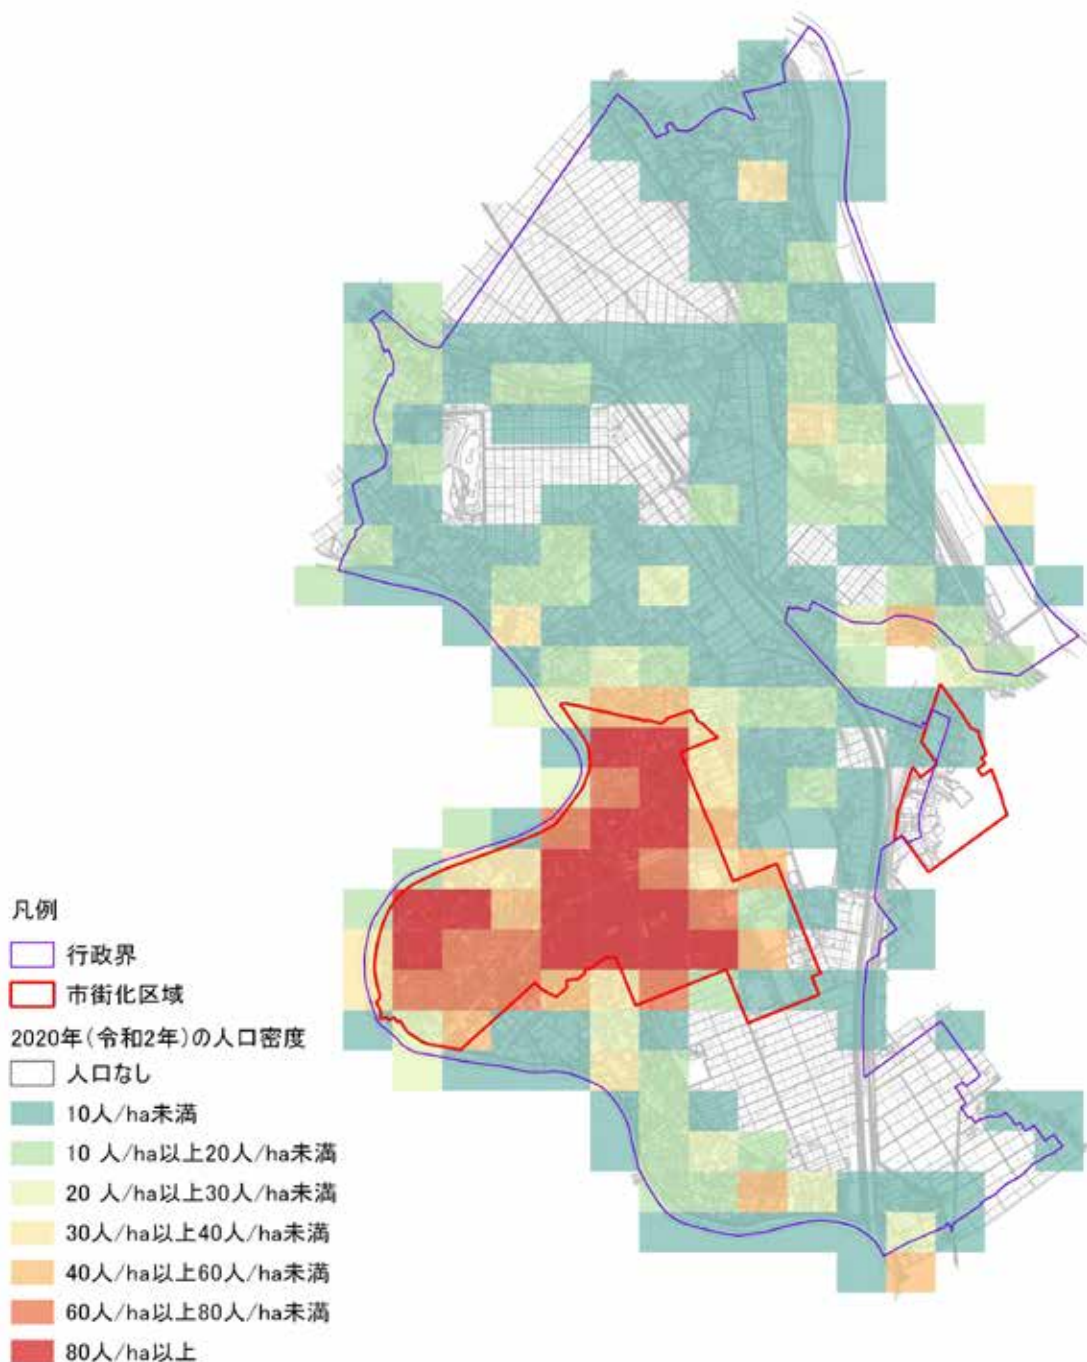 凡例
行政界
市街化区域
2020年(令和2年)の人口密度
人口なし
10人/ha未満
10 人/ha以上20人/ha未満
20 人/ha以上30人/ha未満
30人/ha以上40人/ha未満
40人/ha以上60人/ha未満
60人/ha以上80人/ha未満
80人/ha以上